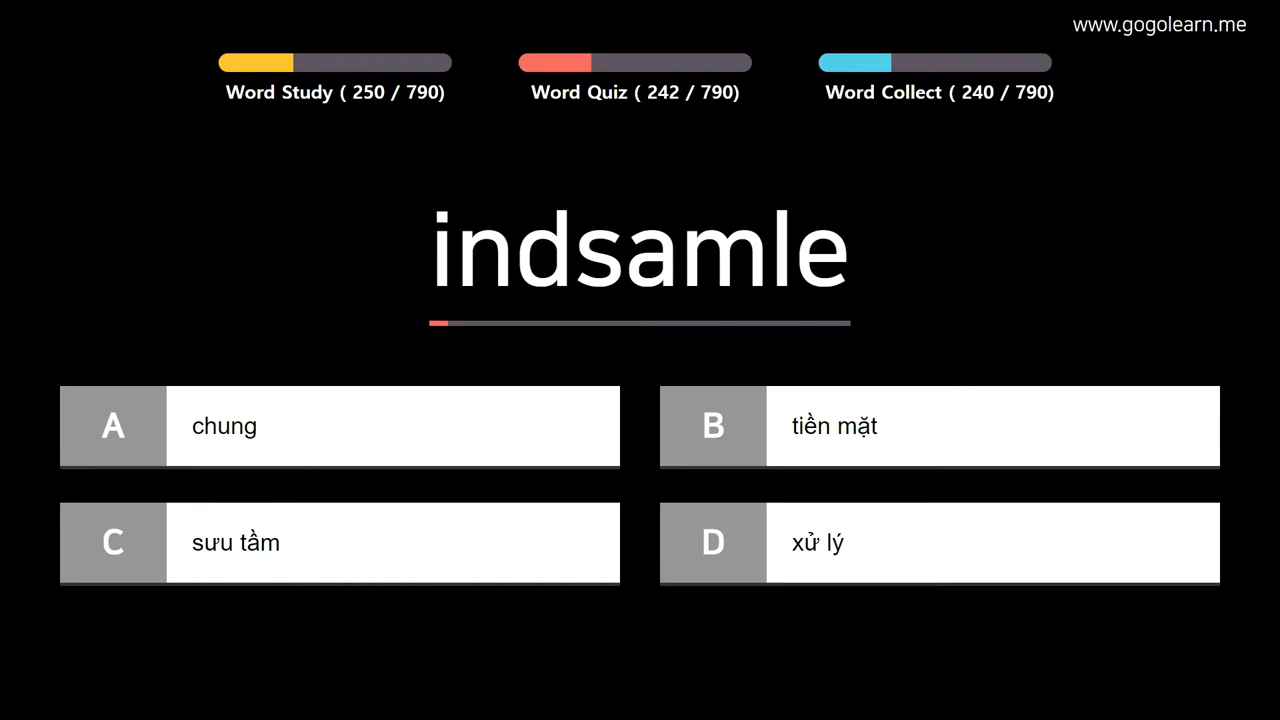 www.gogolearn.me
Word Study ( 250 / 790)
Word Quiz ( 242 / 790)
Word Collect ( 240 / 790)
indsamle
A chung
B tiền mặt
C sưu tầm
D xử lý